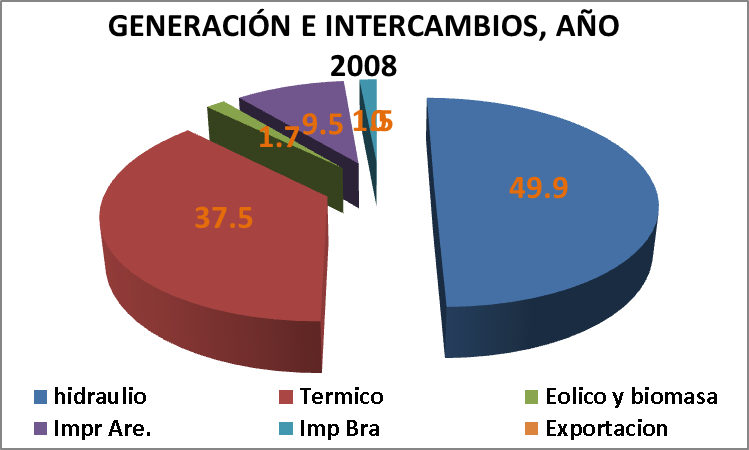 GENERACIÓN E INTERCAMBIOS, AÑO
2008
1.7 9.5
49.9
37.5
hidraulio Termico Eolico y biomasa
Impr Are. Imp Bra Exportacion